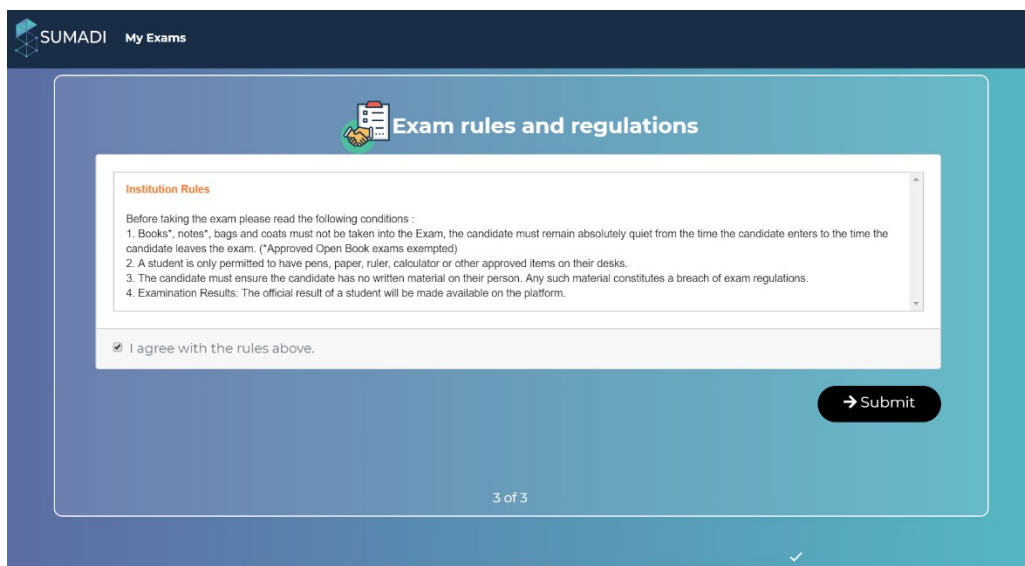 SUMADI My Exams
Exam rules and regulations
Institution Rules
Before taking the exam please read the following conditions :
1. Books*, notes*, bags and coats must not be taken into the Exam, the candidate must remain absolutely quiet from the time the candidate enters to the time the
candidate leaves the exam. (*Approved Open Book exams exempted)
2. A student is only permitted to have pens, paper, ruler, calculator or other approved items on their desks.
3. The candidate must ensure the candidate has no written material on their person. Any such material constitutes a breach of exam regulations.
4. Examination Results: The official result of a student will be made available on the platform.
I agree with the rules above.
Submit
3 of 3